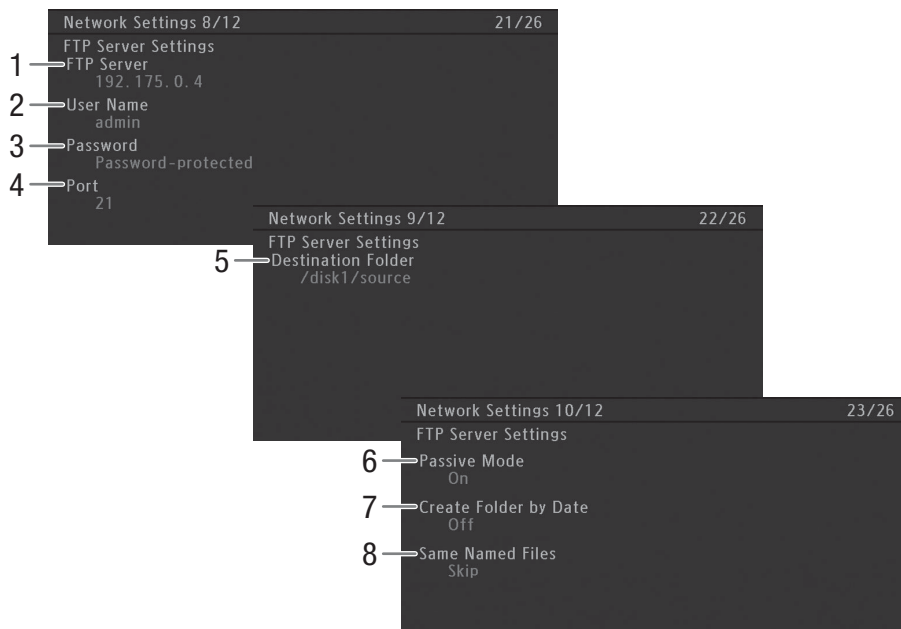 Network Settings 8/12 21/26
FTP Server Settings
1 FTP Server
192.175.0.4
2 User Name
admin
3 Password
Password-protected
4 Port
21
Network Settings 9/12 22/26
FTP Server Settings
5 Destination Folder
/disk1/source
Network Settings 10/12 23/26
FTP Server Settings
6 Passive Mode
On
7 Create Folder by Date
Off
8 Same Named Files
Skip